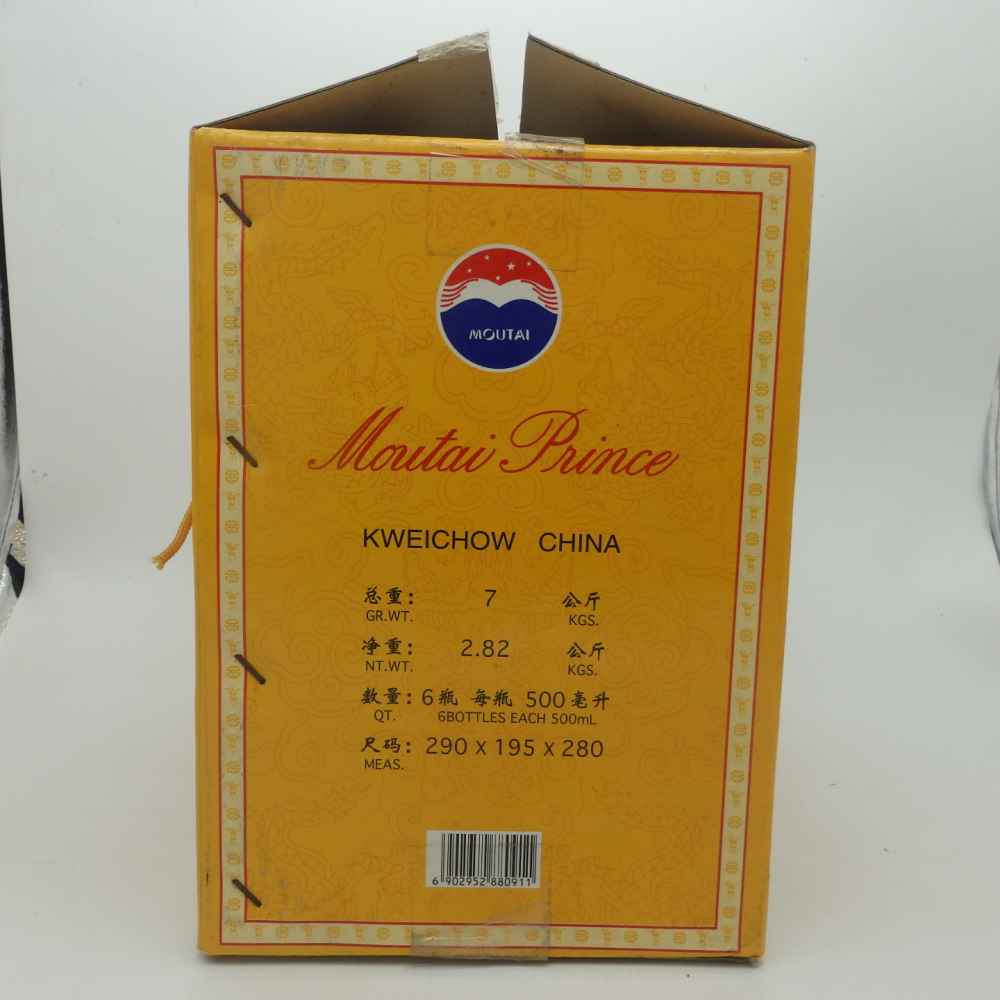 MOUTAI
Moutai Prince
KWEICHOW CHINA
总重: 7 公斤
GR.WT. KGS.
净重: 2.82 公斤
NT.WT. KGS.
数量: 6瓶 每瓶 500毫升
QT. 6BOTTLES EACH 500mL
尺码: 290 x 195 x 280
MEAS.
6 902952 880911